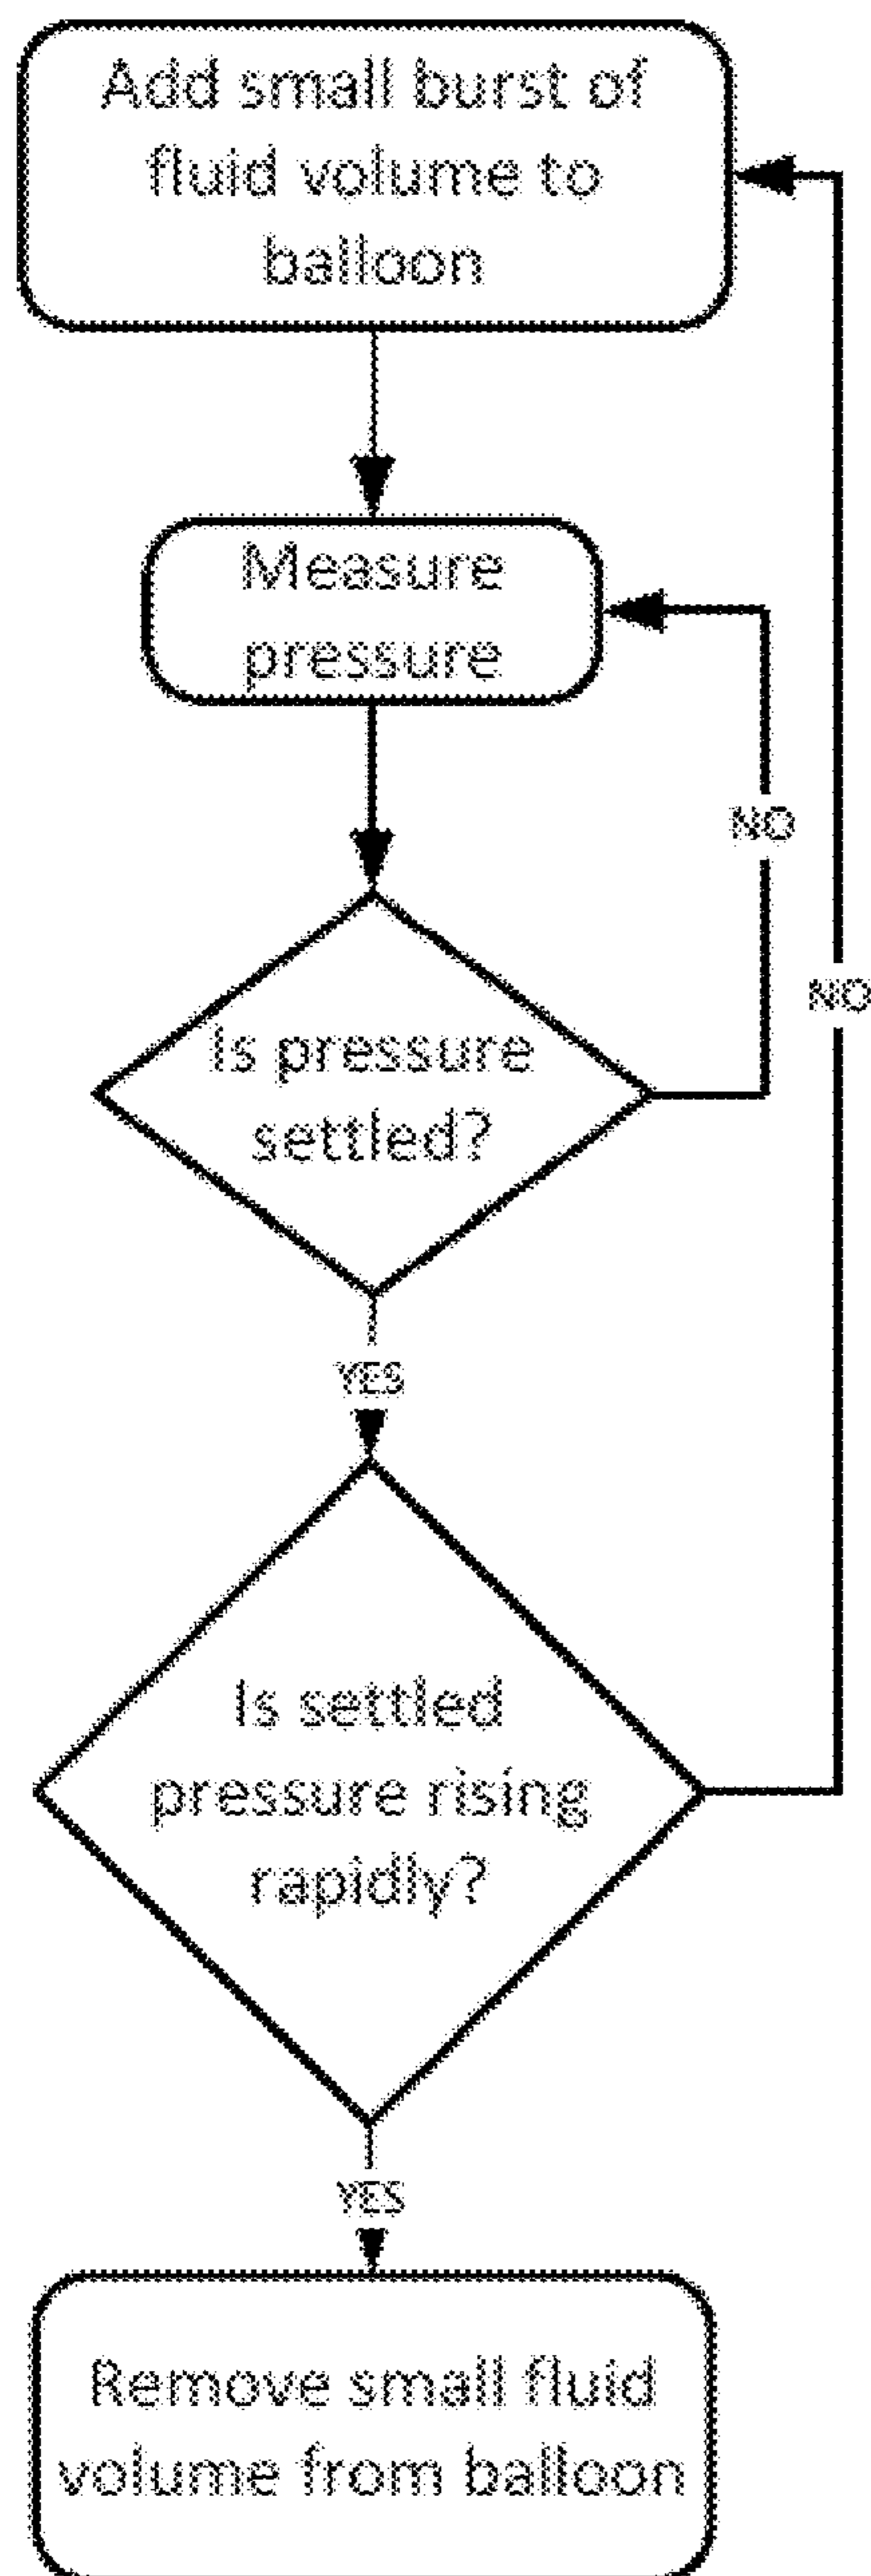 Add small burst of
fluid volume to
balloon
Measure
pressure
NO
NO
Is pressure
settled?
YES
Is settled
pressure rising
rapidly?
YES
Remove small fluid
volume from balloon